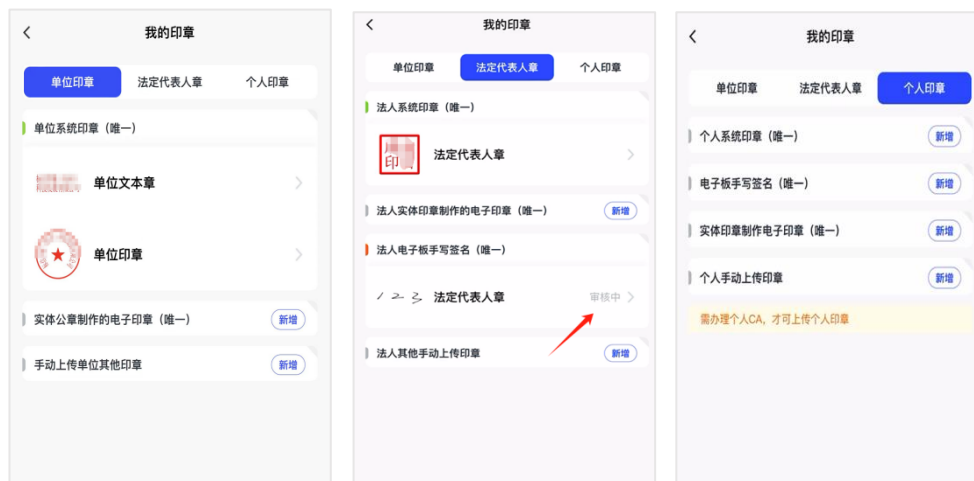 我的印章
单位印章 法定代表人章 个人印章
单位系统印章（唯一）
单位文本章
单位印章
实体公章制作的电子印章（唯一） 新增
手动上传单位其他印章 新增
我的印章
单位印章 法定代表人章 个人印章
法人系统印章（唯一）
印
法定代表人章
法人实体印章制作的电子印章（唯一） 新增
法人电子板手写签名（唯一）
123 法定代表人章 审核中
法人其他手动上传印章 新增
我的印章
单位印章 法定代表人章 个人印章
个人系统印章（唯一） 新增
电子板手写签名（唯一） 新增
实体印章制作电子印章（唯一） 新增
个人手动上传印章 新增
需办理个人CA，才可上传个人印章